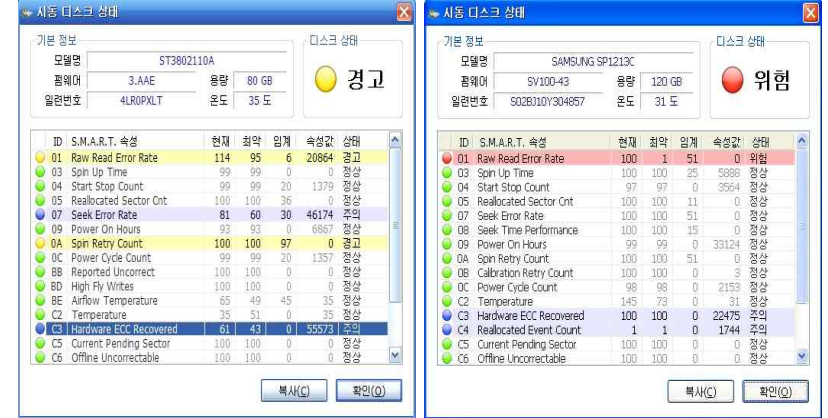 시동 디스크 상태
기본 정보
디스크 상태
모델명 ST3802110A
펌웨어 3.AAE 용량 80 GB
일련번호 4LR0PXLT 온도 35 도
경고
ID S.M.A.R.T. 속성 현재 최악 임계 속성값 상태
01 Raw Read Error Rate 114 95 6 20864 경고
03 Spin Up Time 99 99 0 0 정상
04 Start Stop Count 99 99 20 1379 정상
05 Reallocated Sector Cnt 100 100 36 0 정상
07 Seek Error Rate 81 60 30 46174 주의
09 Power On Hours 93 93 0 6867 정상
0A Spin Retry Count 100 100 97 0 경고
0C Power Cycle Count 99 99 20 1357 정상
BB Reported Uncorrect 100 100 0 0 정상
BD High Fly Writes 100 100 0 0 정상
BE Airflow Temperature 65 49 45 35 정상
C2 Temperature 35 51 0 35 정상
C3 Hardware ECC Recovered 61 43 0 55573 주의
C5 Current Pending Sector 100 100 0 0 정상
C6 Offline Uncorrectable 100 100 0 0 정상
복사(C) 확인(O)
시동 디스크 상태
기본 정보
디스크 상태
모델명 SAMSUNG SP1213C
펌웨어 SV100-43 용량 120 GB
일련번호 S02BJ10Y304857 온도 31 도
위험
ID S.M.A.R.T. 속성 현재 최악 임계 속성값 상태
01 Raw Read Error Rate 100 1 51 0 위험
03 Spin Up Time 100 100 25 5888 정상
04 Start Stop Count 97 97 0 3564 정상
05 Reallocated Sector Cnt 100 100 11 0 정상
07 Seek Error Rate 100 100 51 0 정상
08 Seek Time Performance 100 100 15 0 정상
09 Power On Hours 99 99 0 33124 정상
0A Spin Retry Count 100 100 51 0 정상
0B Calibration Retry Count 100 100 0 3 정상
0C Power Cycle Count 98 98 0 2153 정상
C2 Temperature 145 73 0 31 정상
C3 Hardware ECC Recovered 100 100 0 22475 주의
C4 Reallocated Event Count 1 1 0 1744 주의
C5 Current Pending Sector 100 100 0 0 정상
C6 Offline Uncorrectable 100 100 0 0 정상
복사(C) 확인(O)